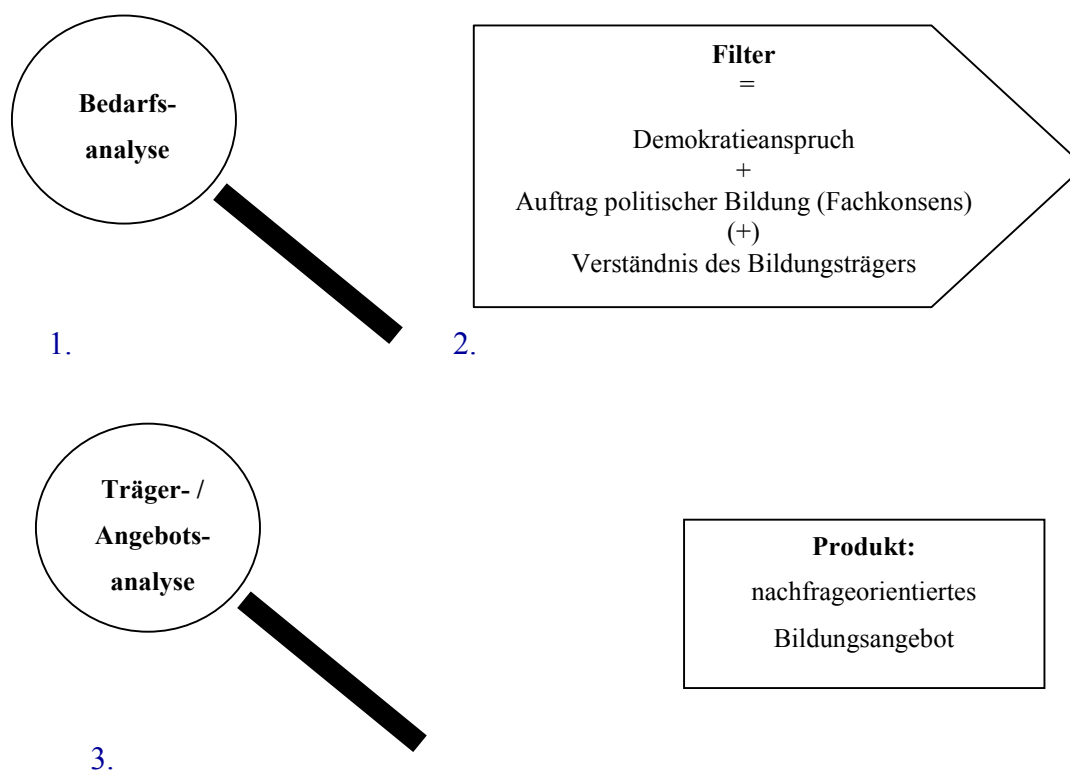 Bedarfs-
analyse
1.
Filter
=
Demokratieanspruch
+
Auftrag politischer Bildung (Fachkonsens)
(+)
Verständnis des Bildungsträgers
2.
Träger- /
Angebots-
analyse
3.
Produkt:
nachfrageorientiertes
Bildungsangebot